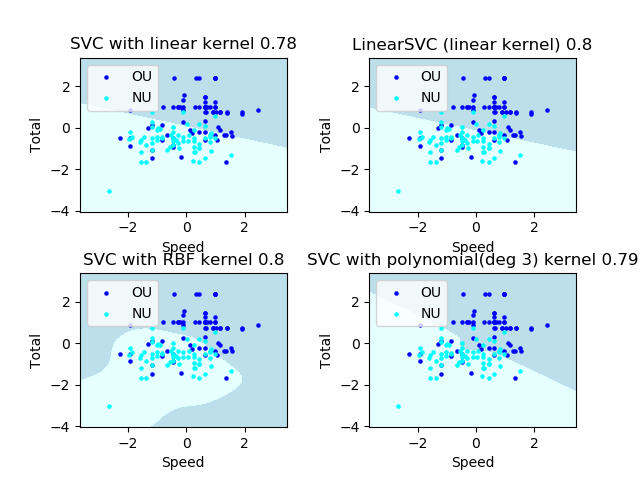 SVC with linear kernel 0.78
OU
NU
Total
2
0
−2
−4
−2
0
2
Speed
LinearSVC (linear kernel) 0.8
OU
NU
Total
2
0
−2
−4
−2
0
2
Speed
SVC with RBF kernel 0.8
OU
NU
Total
2
0
−2
−4
−2
0
2
Speed
SVC with polynomial(deg 3) kernel 0.79
OU
NU
Total
2
0
−2
−4
−2
0
2
Speed